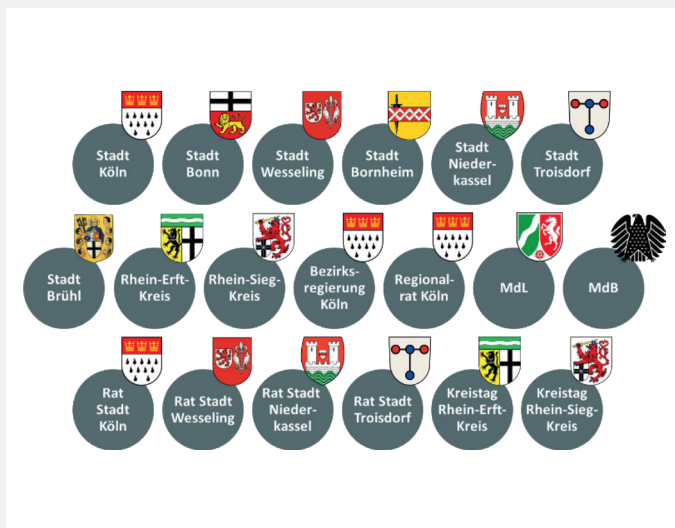 Stadt
Köln
Stadt
Bonn
Stadt
Wesseling
Stadt
Bornheim
Stadt
Nieder-
kassel
Stadt
Troisdorf
Stadt
Brühl
Rhein-Erft-
Kreis
Rhein-Sieg-
Kreis
Bezirks-
regierung
Köln
Regional-
rat Köln
MdL
MdB
Rat
Stadt
Köln
Rat Stadt
Wesseling
Rat Stadt
Nieder-
kassel
Rat Stadt
Troisdorf
Kreistag
Rhein-Erft-
Kreis
Kreistag
Rhein-Sieg-
Kreis